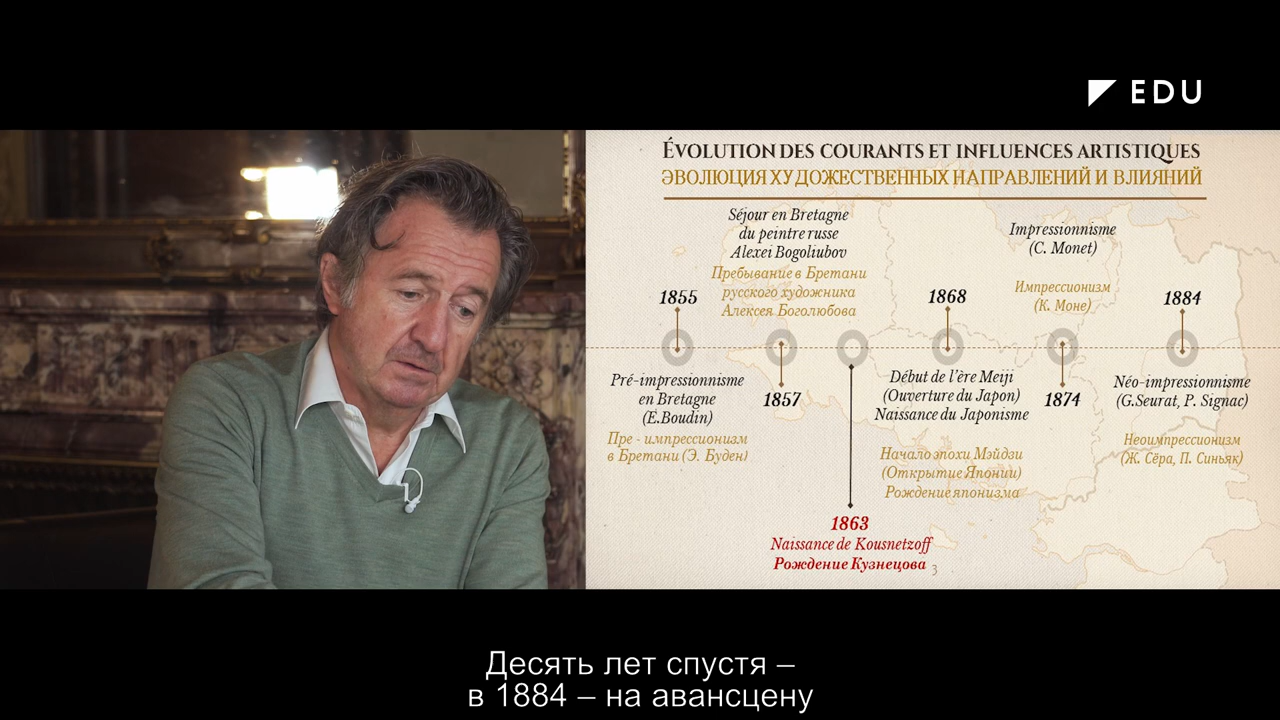 EDU
ÉVOLUTION DES COURANTS ET INFLUENCES ARTISTIQUES
ЭВОЛЮЦИЯ ХУДОЖЕСТВЕННЫХ НАПРАВЛЕНИЙ И ВЛИЯНИЙ
1855
Pré-impressionnisme
en Bretagne
(E.Boudin)
Пре - импрессионизм
в Бретани (Э. Буден)
Séjour en Bretagne
du peintre russe
Alexei Bogoliubov
Пребывание в Бретани
русского художника
Алексея Боголюбова
1857
1863
Naissance de Kousnetzoff
Рождение Кузнецова
3
1868
Début de l'ère Meiji
(Ouverture du Japon)
Naissance du Japonisme
Начало эпохи Мэйдзи
(Открытие Японии)
Рождение японизма
Impressionnisme
(C. Monet)
Импрессионизм
(К. Моне)
1874
1884
Néo-impressionnisme
(G.Seurat, P. Signac)
Неоимпрессионизм
(Ж. Сёра, П. Синьяк)
Десять лет спустя –
в 1884 – на авансцену